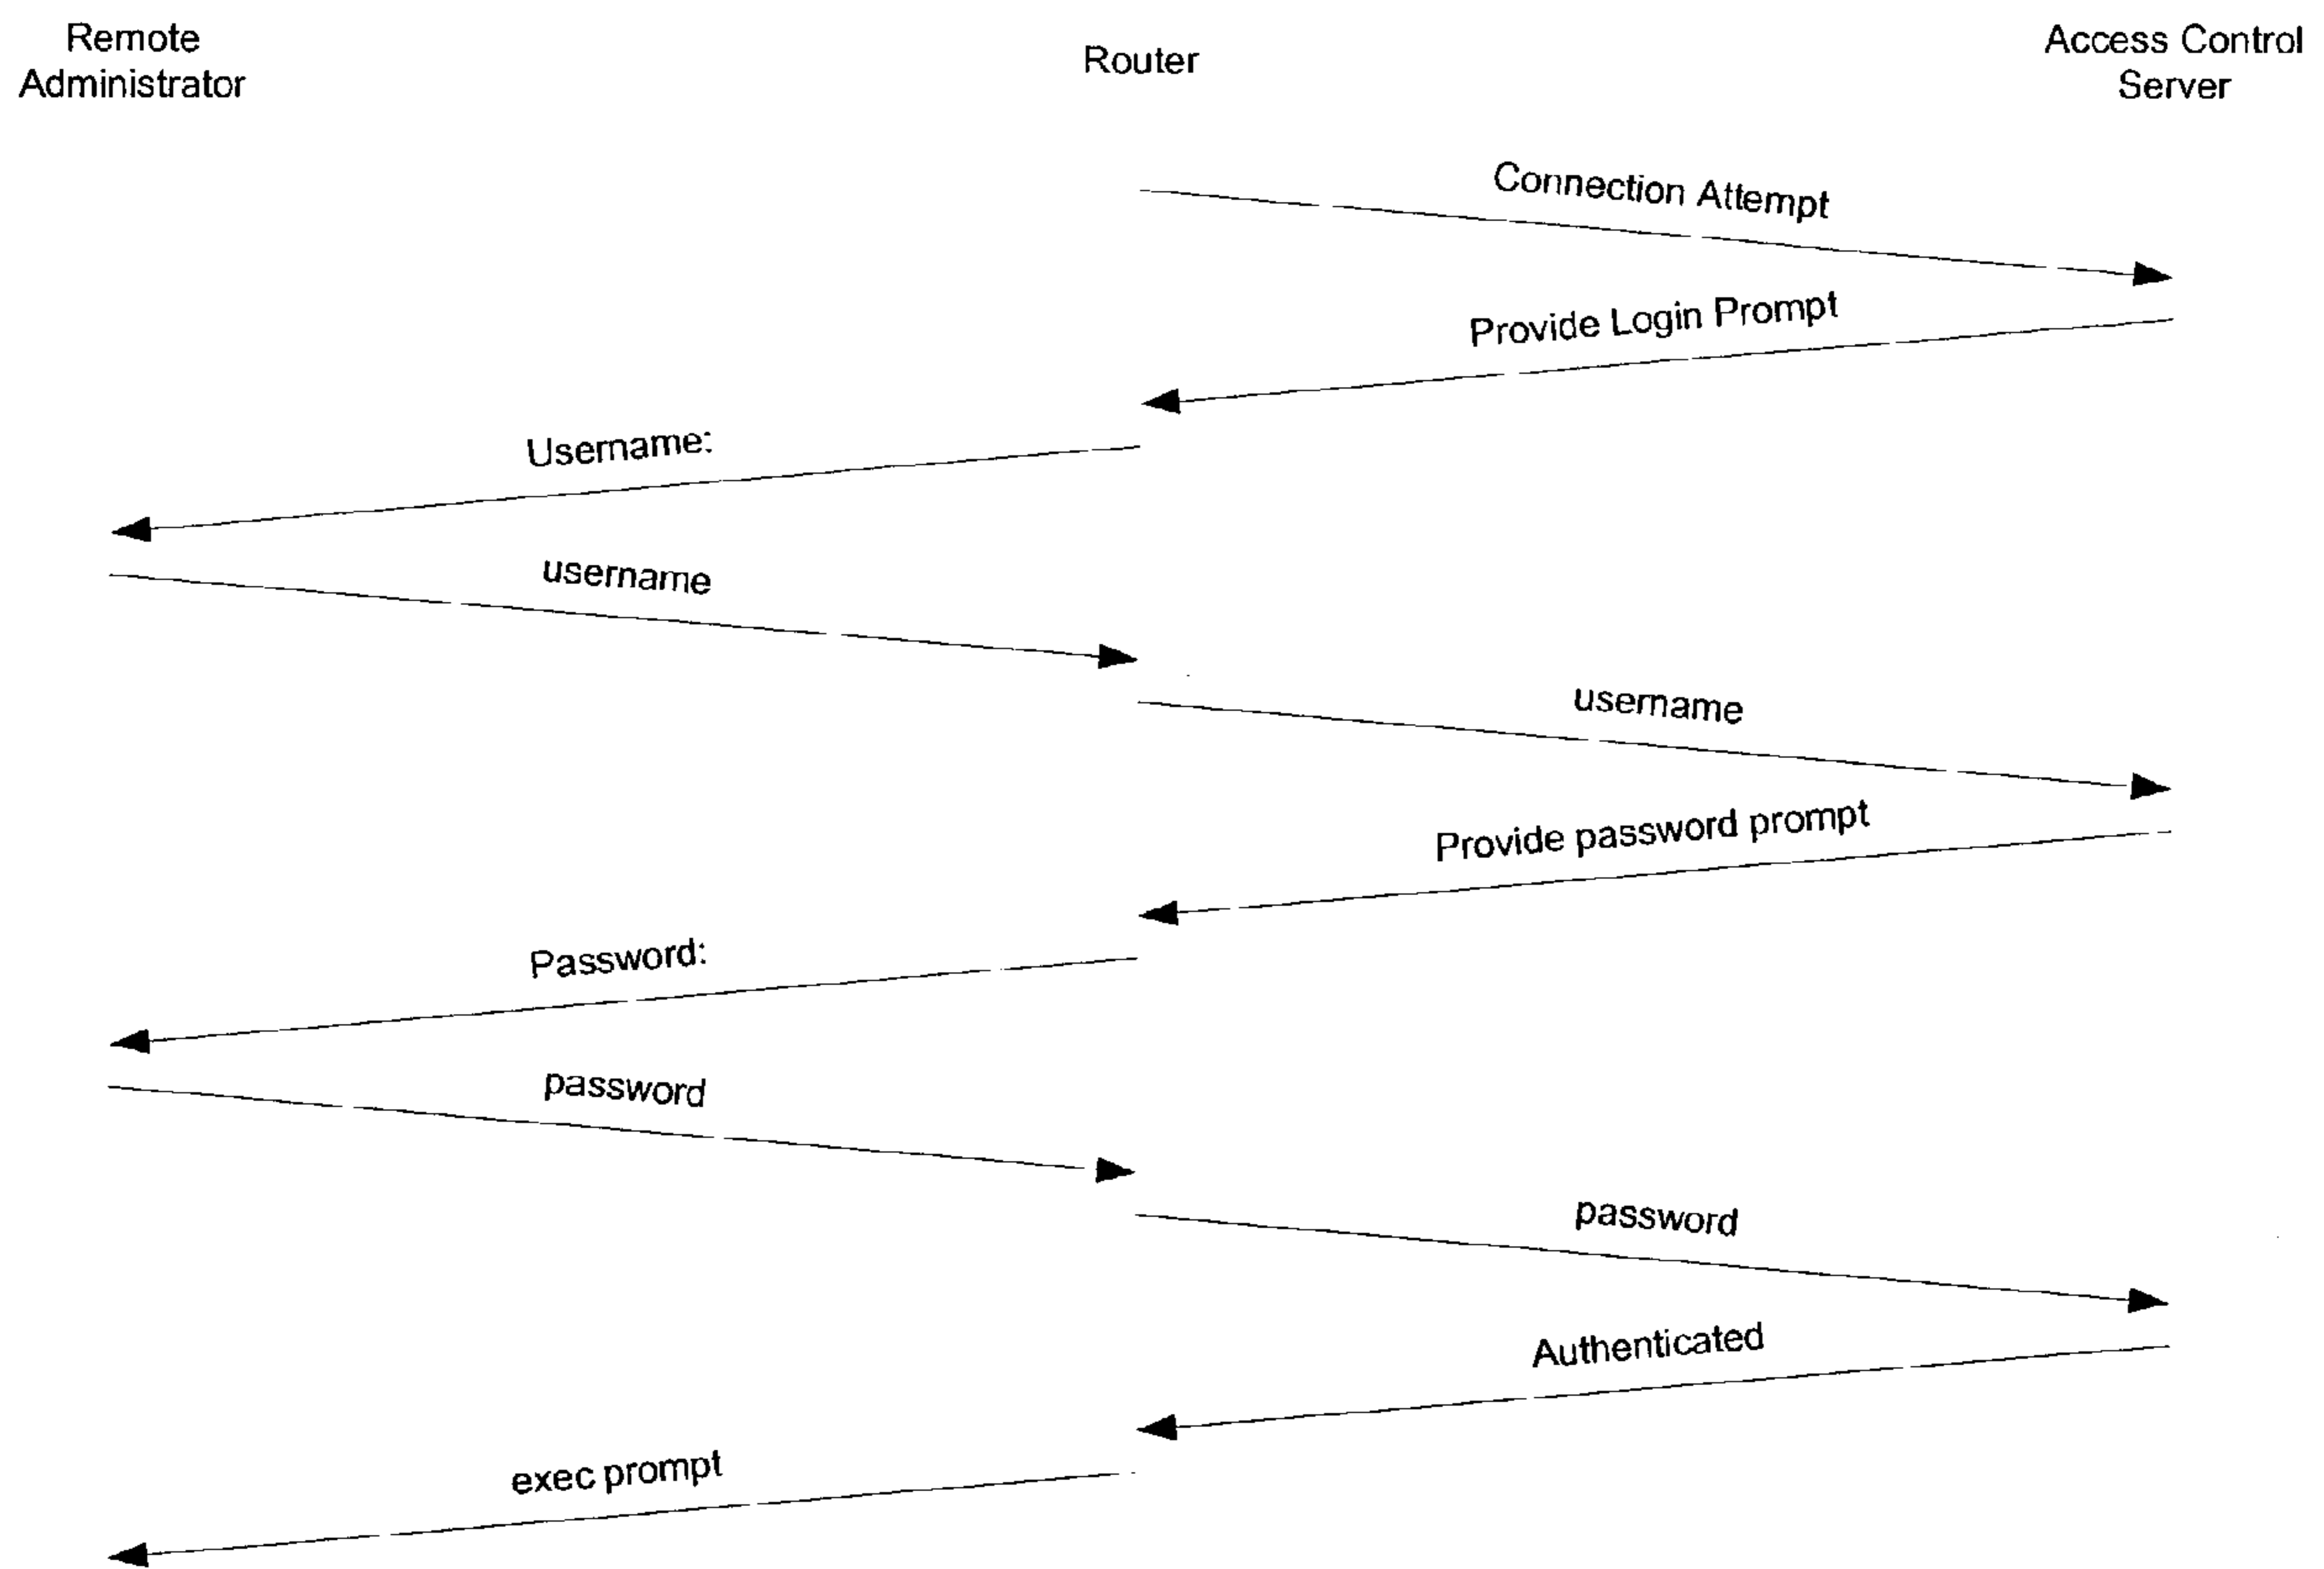 Remote
Administrator
Router
Access Control
Server
Connection Attempt
Provide Login Prompt
Username:
username
username
Provide password prompt
Password:
password
password
Authenticated
exec prompt